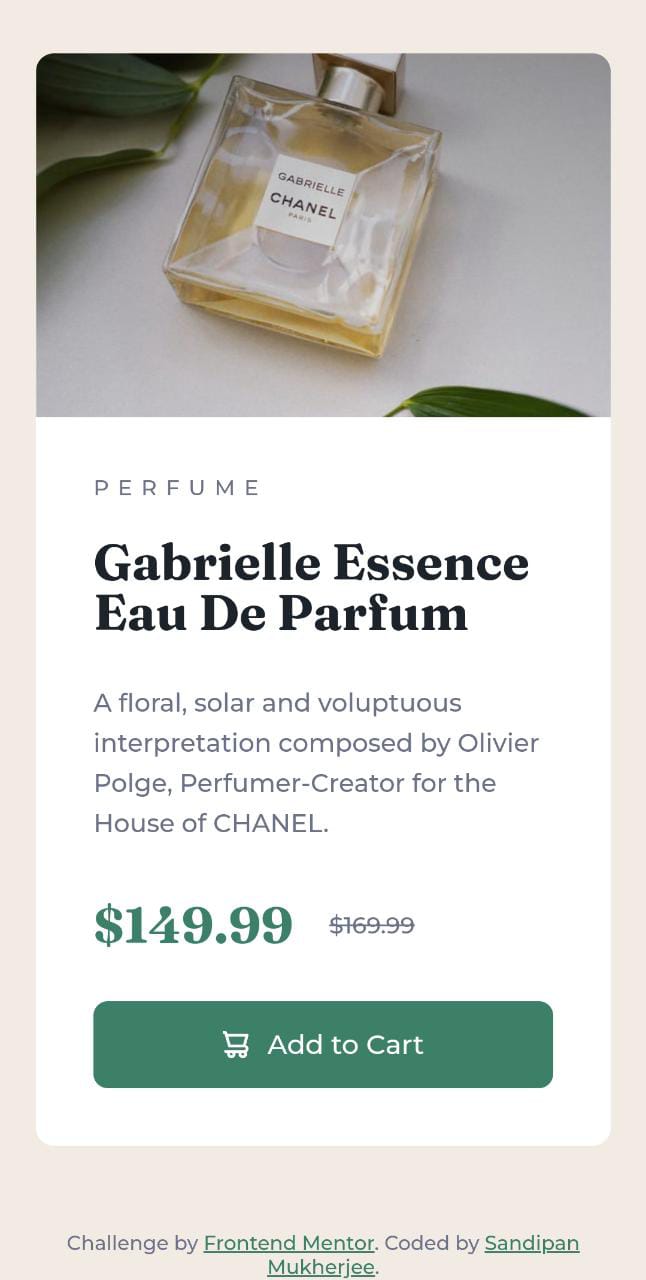 GABRIELLE
CHANEL
PARIS
PERFUME
Gabrielle Essence
Eau De Parfum
A floral, solar and voluptuous
interpretation composed by Olivier
Polge, Perfumer-Creator for the
House of CHANEL.
$149.99 $169.99
Add to Cart
Challenge by Frontend Mentor. Coded by Sandipan
Mukherjee.